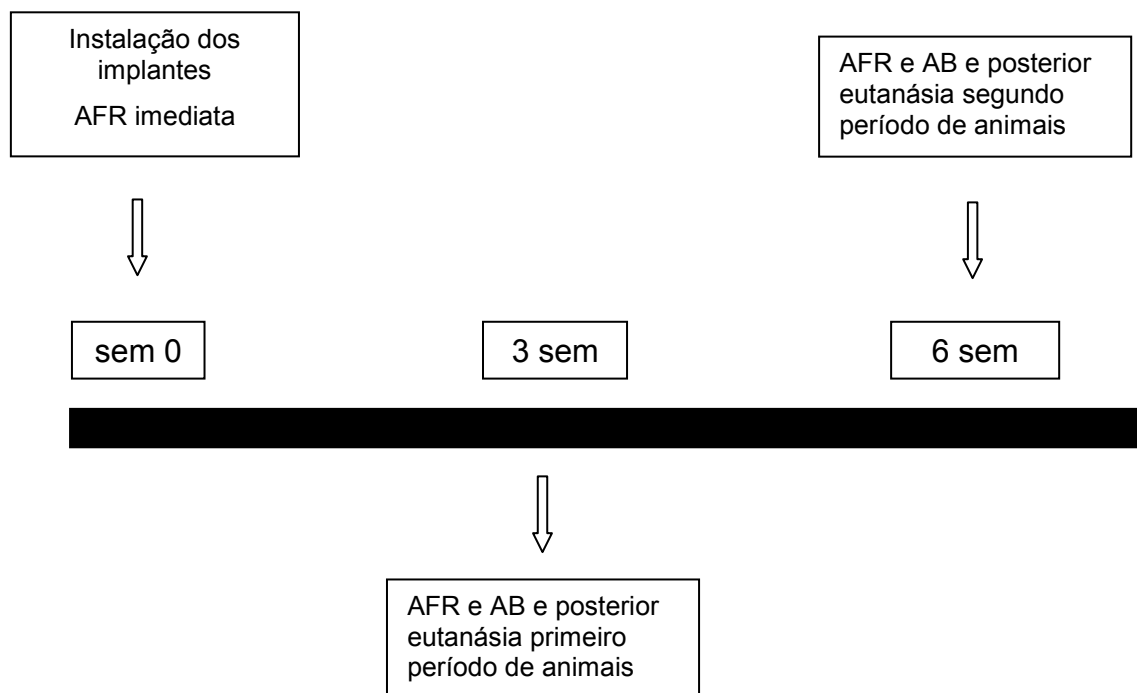 Instalação dos
implantes
AFR imediata
AFR e AB e posterior
eutanásia segundo
período de animais
sem 0
3 sem
6 sem
AFR e AB e posterior
eutanásia primeiro
período de animais